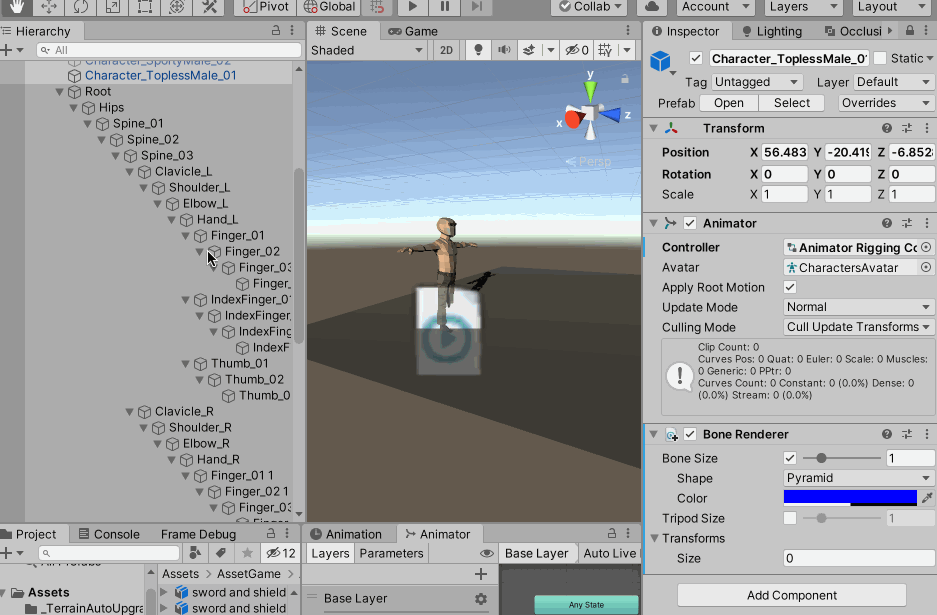 Pivot Global Collab Account Layers Layout
Hierarchy
All
Character_SportyMale_02
Character_ToplessMale_01
Root
Hips
Spine_01
Spine_02
Spine_03
Clavicle_L
Shoulder_L
Elbow_L
Hand_L
Finger_01
Finger_02
Finger_03
Finger_
IndexFinger_01
IndexFinger_
IndexFing
IndexF
Thumb_01
Thumb_02
Thumb_0
Clavicle_R
Shoulder_R
Elbow_R
Hand_R
Finger_01 1
Finger_02 1
Finger_03
Scene Game
Shaded 2D 0
y
x z
Persp
Inspector Lighting Occlusi
Character_ToplessMale_0 Static
Tag Untagged Layer Default
Prefab Open Select Overrides
Transform
Position X 56.483 Y -20.419 Z -6.852
Rotation X 0 Y 0 Z 0
Scale X 1 Y 1 Z 1
Animator
Controller Animator Rigging Co
Avatar CharactersAvatar
Apply Root Motion
Update Mode Normal
Culling Mode Cull Update Transforms
Clip Count: 0
Curves Pos: 0 Quat: 0 Euler: 0 Scale: 0 Muscles:
0 Generic: 0 PPtr: 0
Curves Count: 0 Constant: 0 (0.0%) Dense: 0
(0.0%) Stream: 0 (0.0%)
Bone Renderer
Bone Size 1
Shape Pyramid
Color
Tripod Size 1
Transforms
Size 0
Add Component
Project Console Frame Debug
12
All Prefabs
Assets
_TerrainAutoUpgra
Assets > AssetGame >
sword and shield
sword and shield
Animation Animator
Layers Parameters Base Layer Auto Live
Base Layer
Any State